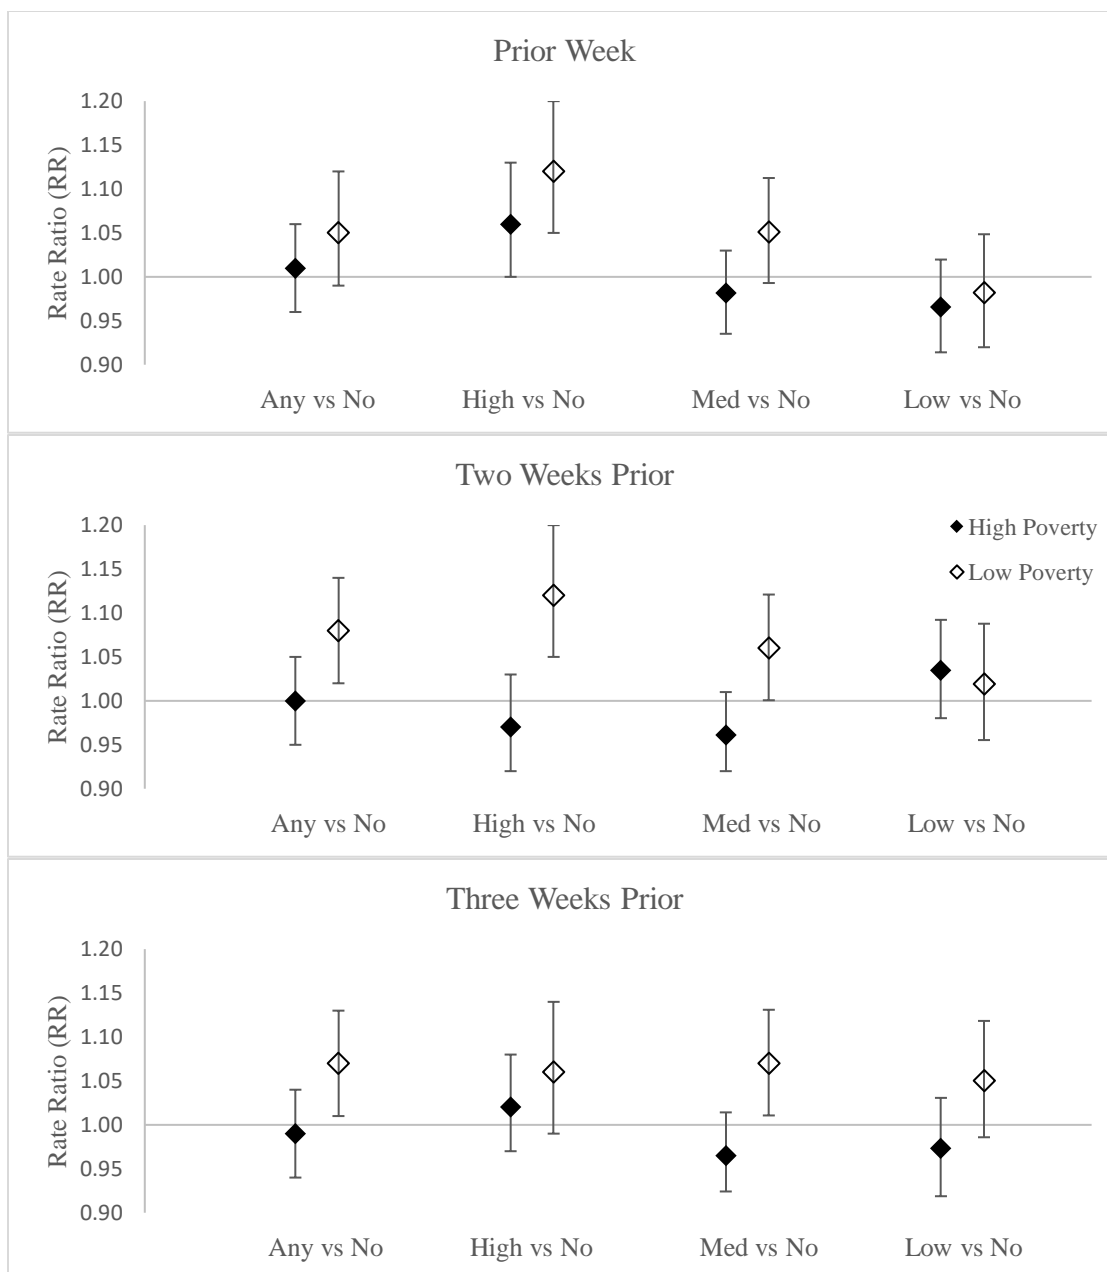 Prior Week
Rate Ratio (RR)
1.20
1.15
1.10
1.05
1.00
0.95
0.90
Any vs No
High vs No
Med vs No
Low vs No
Two Weeks Prior
Rate Ratio (RR)
1.20
1.15
1.10
1.05
1.00
0.95
0.90
High Poverty
Low Poverty
Any vs No
High vs No
Med vs No
Low vs No
Three Weeks Prior
Rate Ratio (RR)
1.20
1.15
1.10
1.05
1.00
0.95
0.90
Any vs No
High vs No
Med vs No
Low vs No